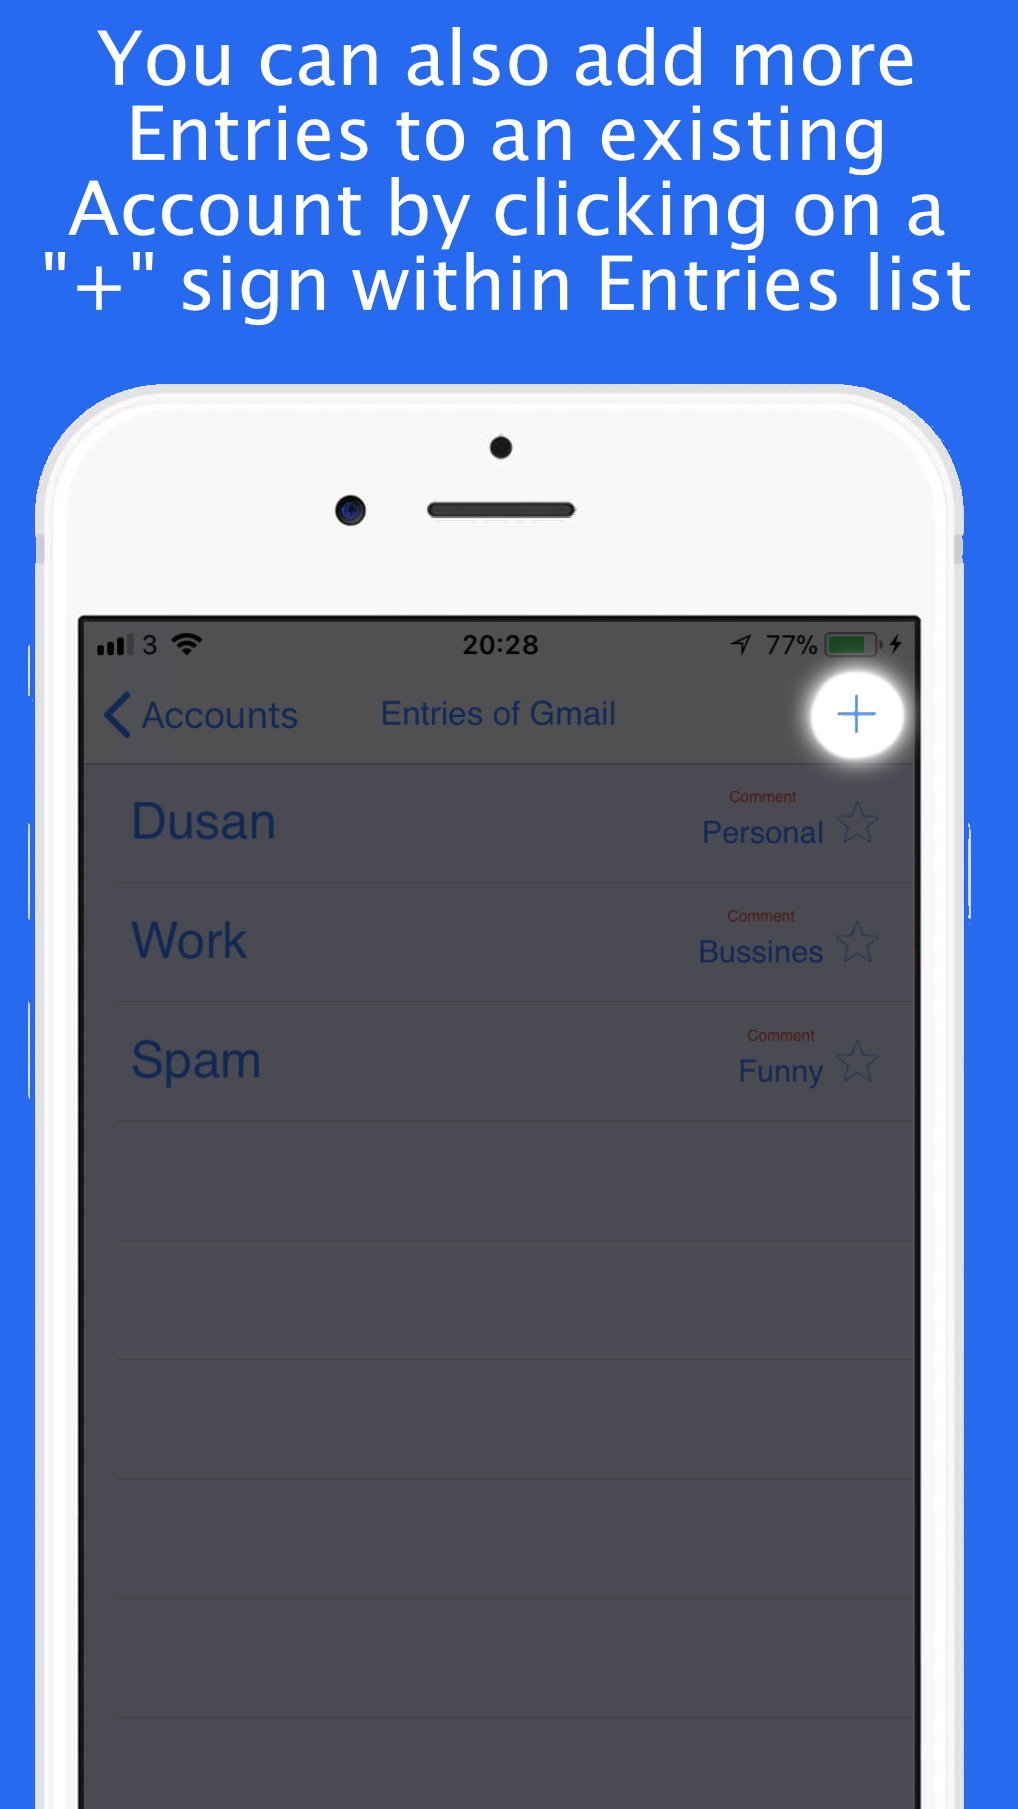 You can also add more
Entries to an existing
Account by clicking on a
"+" sign within Entries list
3 20:28 77%
Accounts Entries of Gmail +
Comment
Dusan Personal
Comment
Work Bussines
Comment
Spam Funny